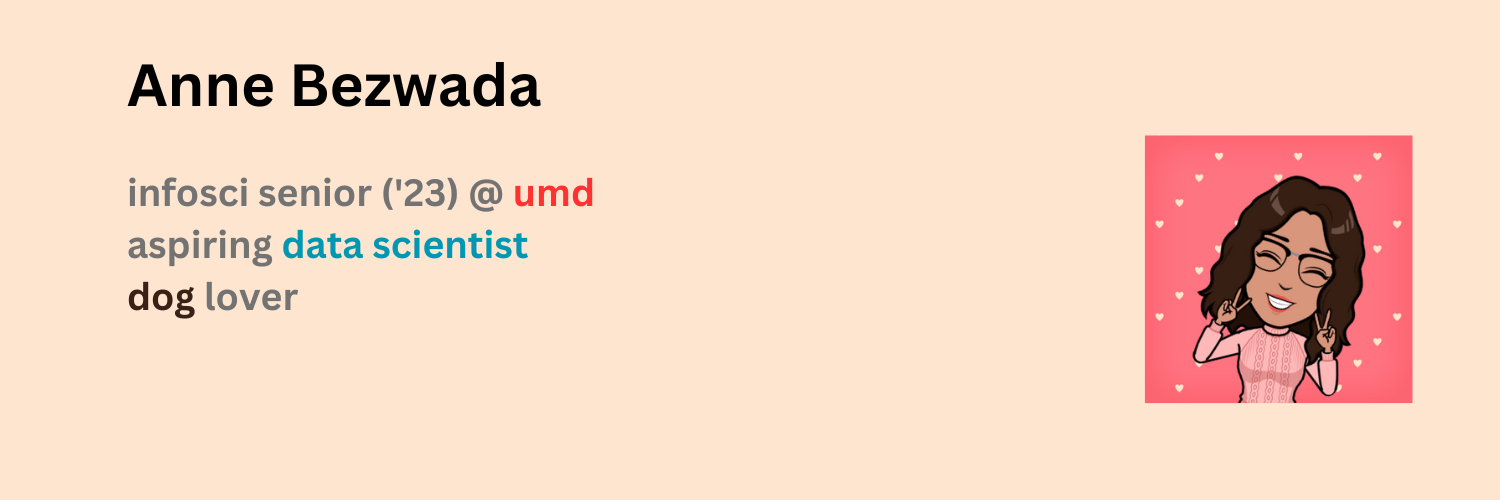 Anne Bezwada
infosci senior ('23) @ umd
aspiring data scientist
dog lover